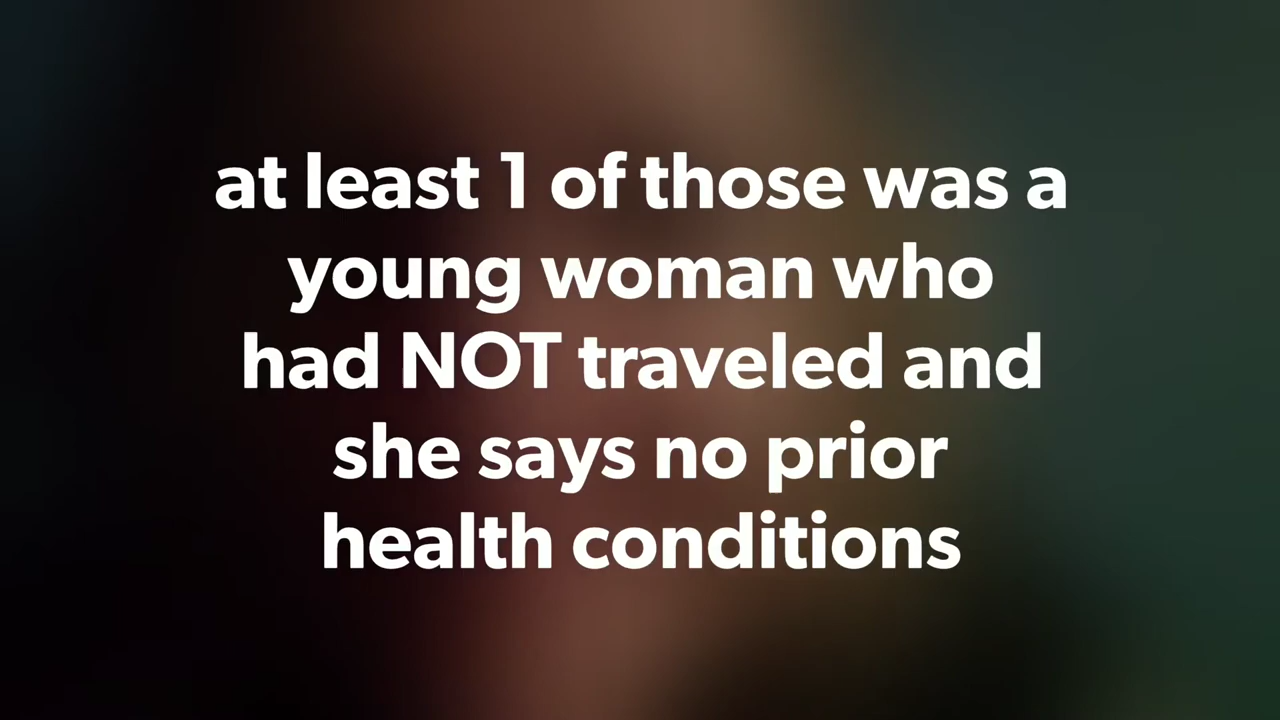 at least 1 of those was a
young woman who
had NOT traveled and
she says no prior
health conditions